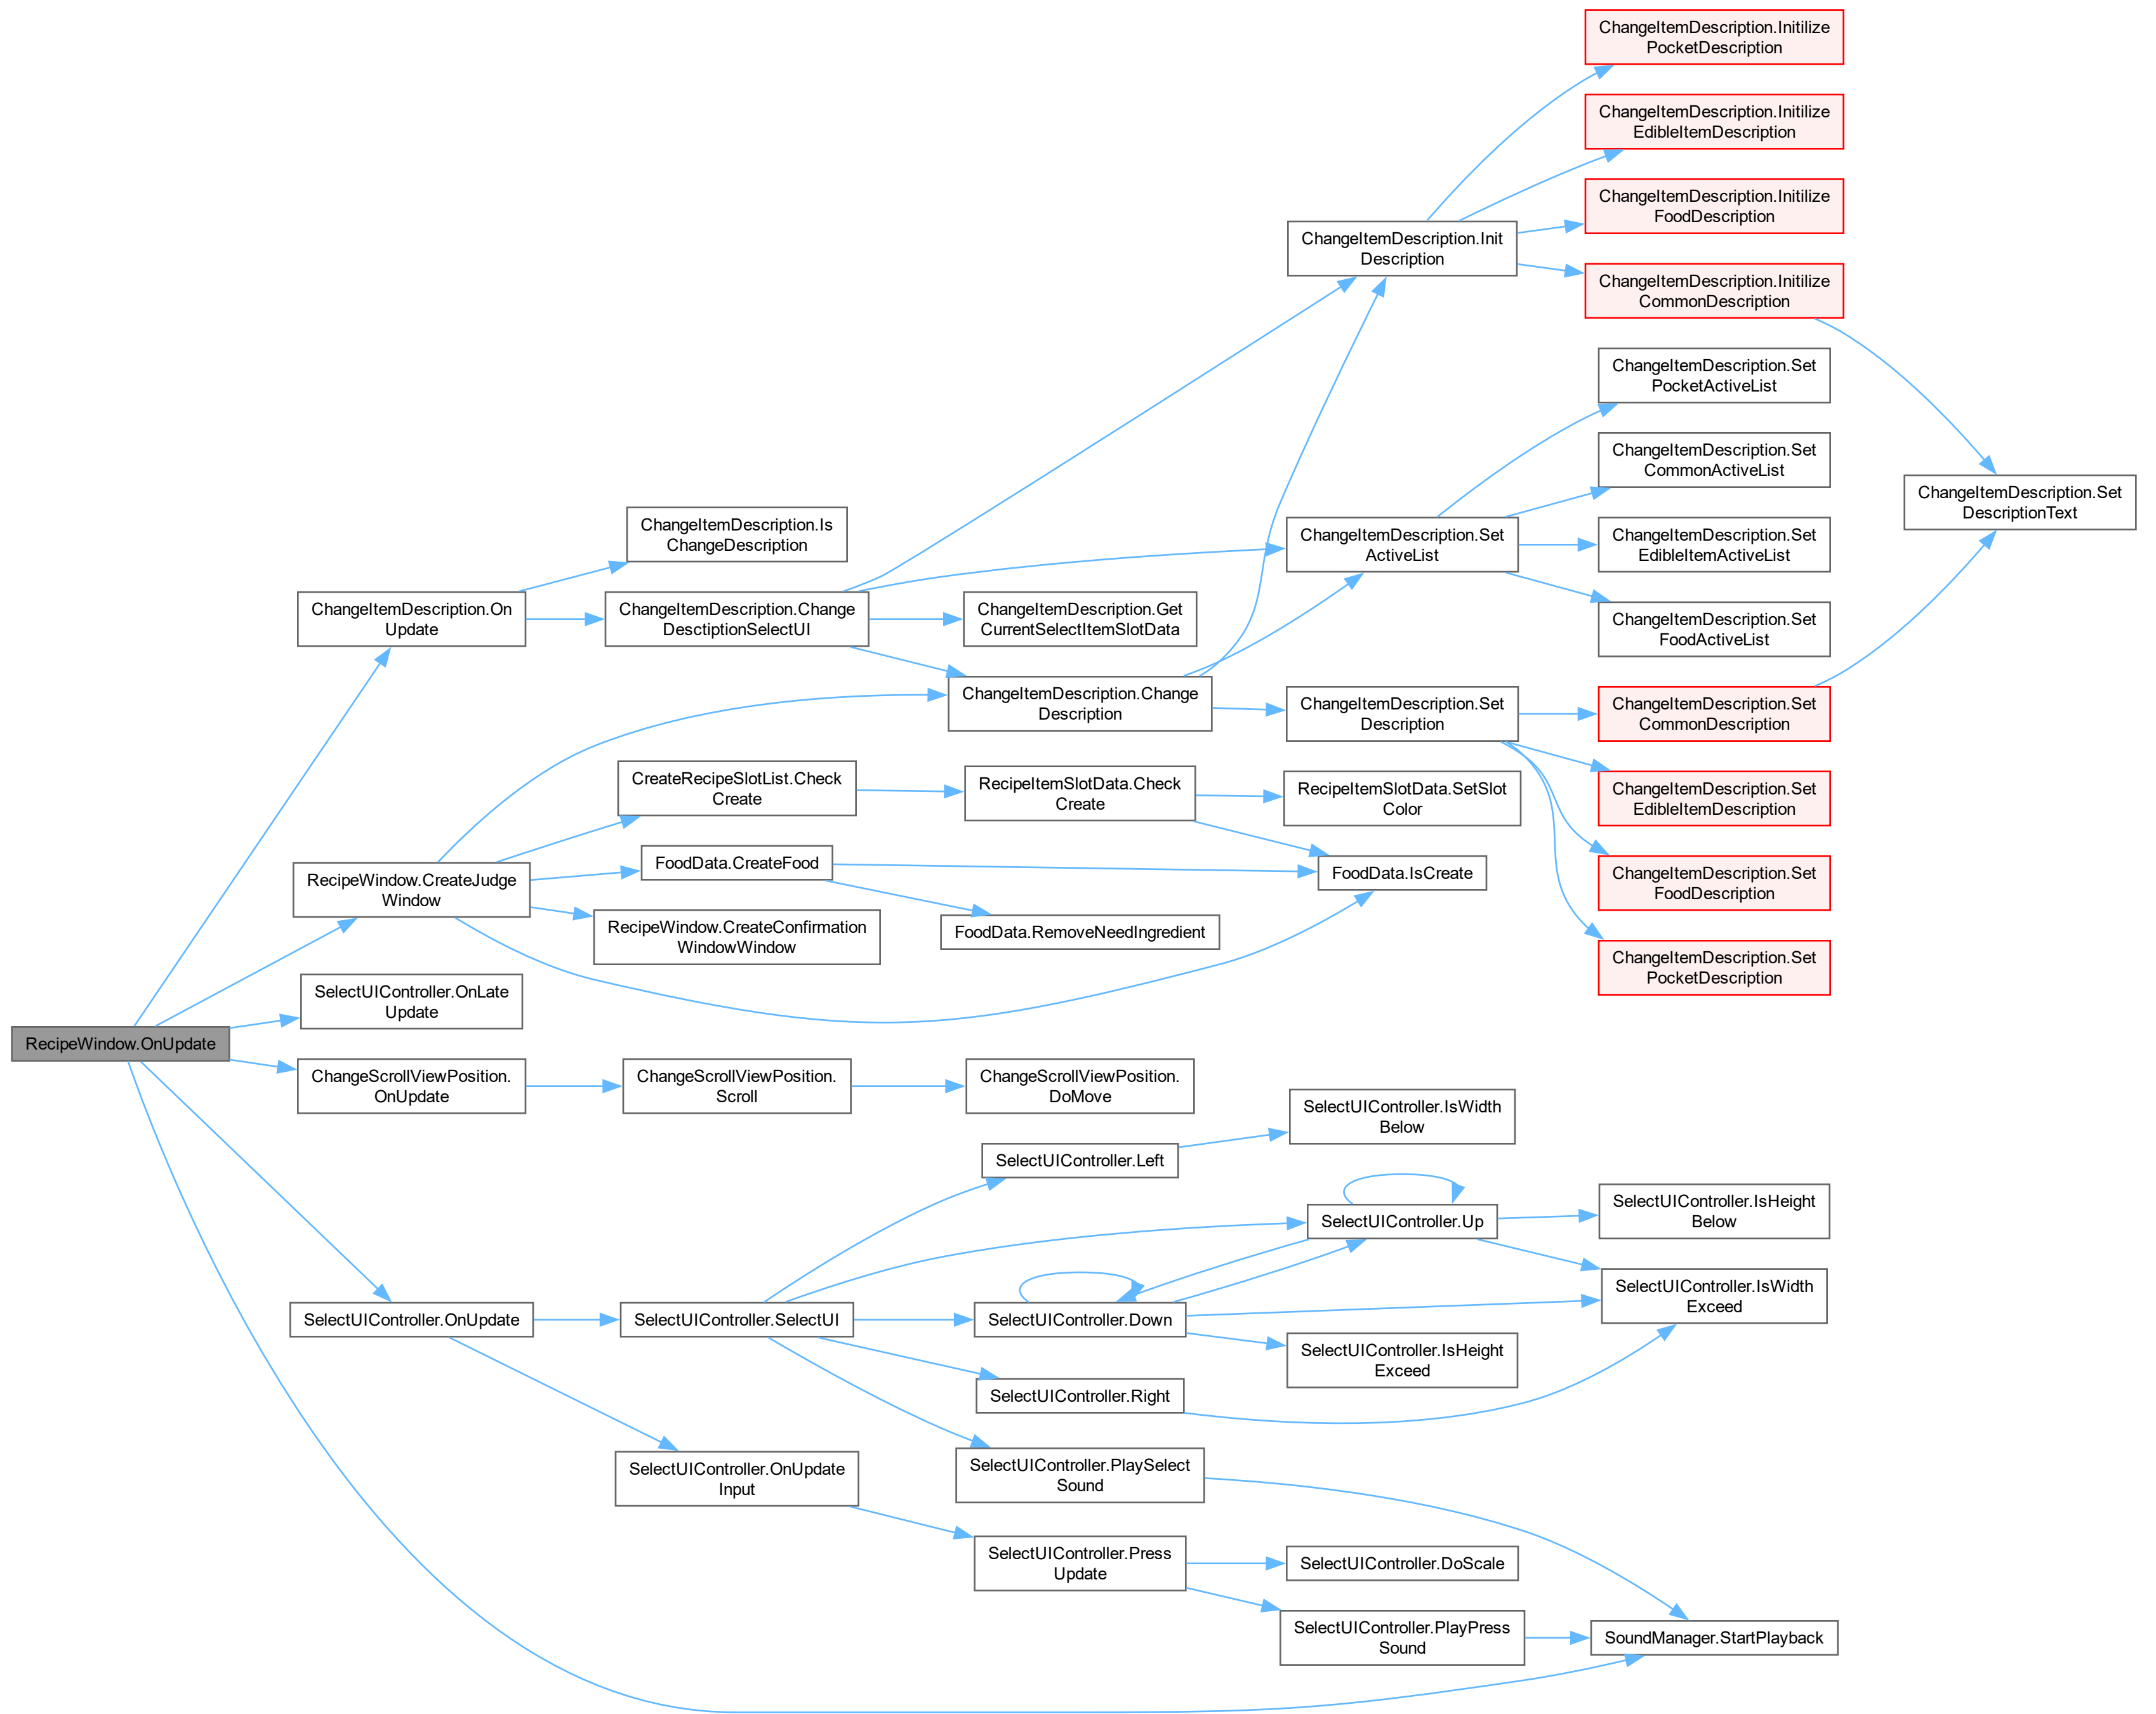 ChangeItemDescription.Initilize
PocketDescription
ChangeItemDescription.Initilize
EdibleItemDescription
ChangeItemDescription.Initilize
FoodDescription
ChangeItemDescription.Init
Description
ChangeItemDescription.Initilize
CommonDescription
ChangeItemDescription.Set
PocketActiveList
ChangeItemDescription.Set
CommonActiveList
ChangeItemDescription.Set
DescriptionText
ChangeItemDescription.Is
ChangeDescription
ChangeItemDescription.Set
ActiveList
ChangeItemDescription.Set
EdibleItemActiveList
ChangeItemDescription.On
Update
ChangeItemDescription.Change
DesctiptionSelectUI
ChangeItemDescription.Get
CurrentSelectItemSlotData
ChangeItemDescription.Set
FoodActiveList
ChangeItemDescription.Change
Description
ChangeItemDescription.Set
Description
ChangeItemDescription.Set
CommonDescription
CreateRecipeSlotList.Check
Create
RecipeItemSlotData.Check
Create
RecipeItemSlotData.SetSlot
Color
ChangeItemDescription.Set
EdibleItemDescription
RecipeWindow.CreateJudge
Window
FoodData.CreateFood
FoodData.IsCreate
ChangeItemDescription.Set
FoodDescription
RecipeWindow.CreateConfirmation
WindowWindow
FoodData.RemoveNeedIngredient
ChangeItemDescription.Set
PocketDescription
SelectUIController.OnLate
Update
RecipeWindow.OnUpdate
ChangeScrollViewPosition.
OnUpdate
ChangeScrollViewPosition.
Scroll
ChangeScrollViewPosition.
DoMove
SelectUIController.IsWidth
Below
SelectUIController.Left
SelectUIController.Up
SelectUIController.IsHeight
Below
SelectUIController.IsWidth
Exceed
SelectUIController.OnUpdate
SelectUIController.SelectUI
SelectUIController.Down
SelectUIController.IsHeight
Exceed
SelectUIController.Right
SelectUIController.OnUpdate
Input
SelectUIController.PlaySelect
Sound
SelectUIController.Press
Update
SelectUIController.DoScale
SelectUIController.PlayPress
Sound
SoundManager.StartPlayback